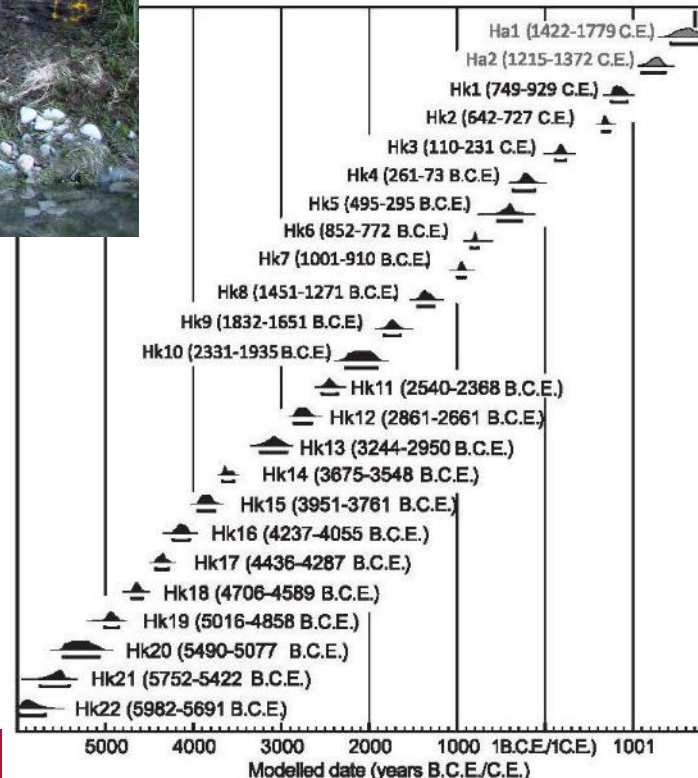 Ha1 (1422-1779 C.E.)
Ha2 (1215-1372 C.E.)
Hk1 (749-929 C.E.)
Hk2 (642-727 C.E.)
Hk3 (110-231 C.E.)
Hk4 (261-73 B.C.E.)
Hk5 (495-295 B.C.E.)
Hk6 (852-772 B.C.E.)
Hk7 (1001-910 B.C.E.)
Hk8 (1451-1271 B.C.E.)
Hk9 (1832-1651 B.C.E.)
Hk10 (2331-1935 B.C.E.)
Hk11 (2540-2368 B.C.E.)
Hk12 (2861-2661 B.C.E.)
Hk13 (3244-2950 B.C.E.)
Hk14 (3675-3548 B.C.E.)
Hk15 (3951-3761 B.C.E.)
Hk16 (4237-4055 B.C.E.)
Hk17 (4436-4287 B.C.E.)
Hk18 (4706-4589 B.C.E.)
Hk19 (5016-4858 B.C.E.)
Hk20 (5490-5077 B.C.E.)
Hk21 (5752-5422 B.C.E.)
Hk22 (5982-5691 B.C.E.)
5000 4000 3000 2000 1000 1B.C.E./1C.E.) 1001
Modelled date (years B.C.E./C.E.)